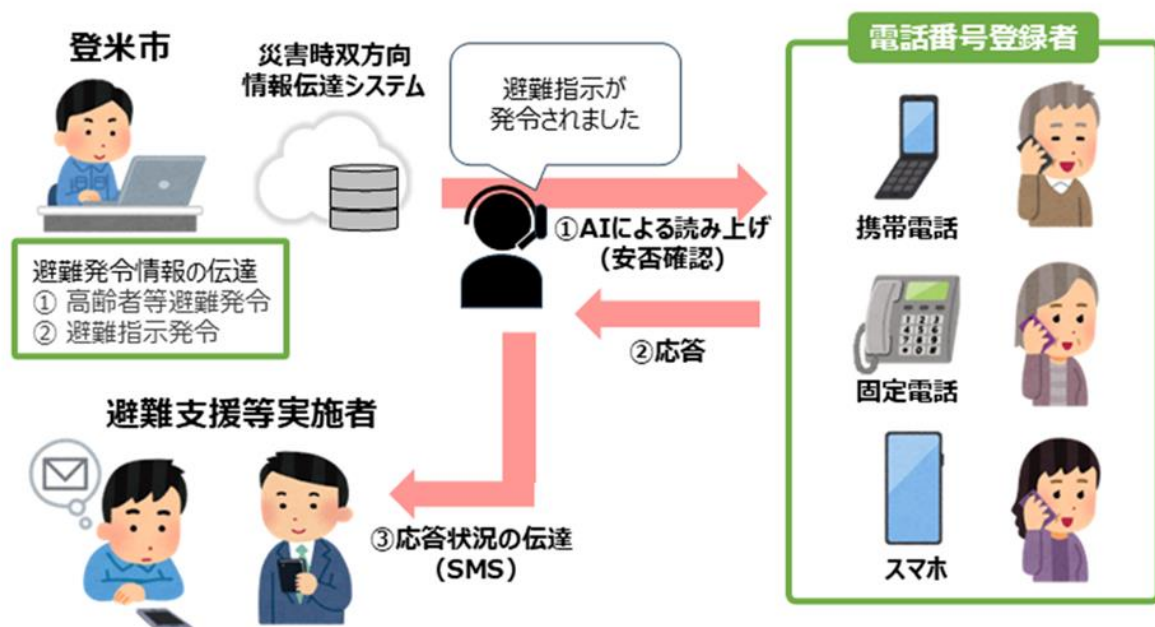 登米市
災害時双方向
情報伝達システム
避難指示が
発令されました
電話番号登録者
①AIによる読み上げ
(安否確認)
携帯電話
避難発令情報の伝達
① 高齢者等避難発令
② 避難指示発令
②応答
固定電話
避難支援等実施者
③応答状況の伝達
(SMS)
スマホ